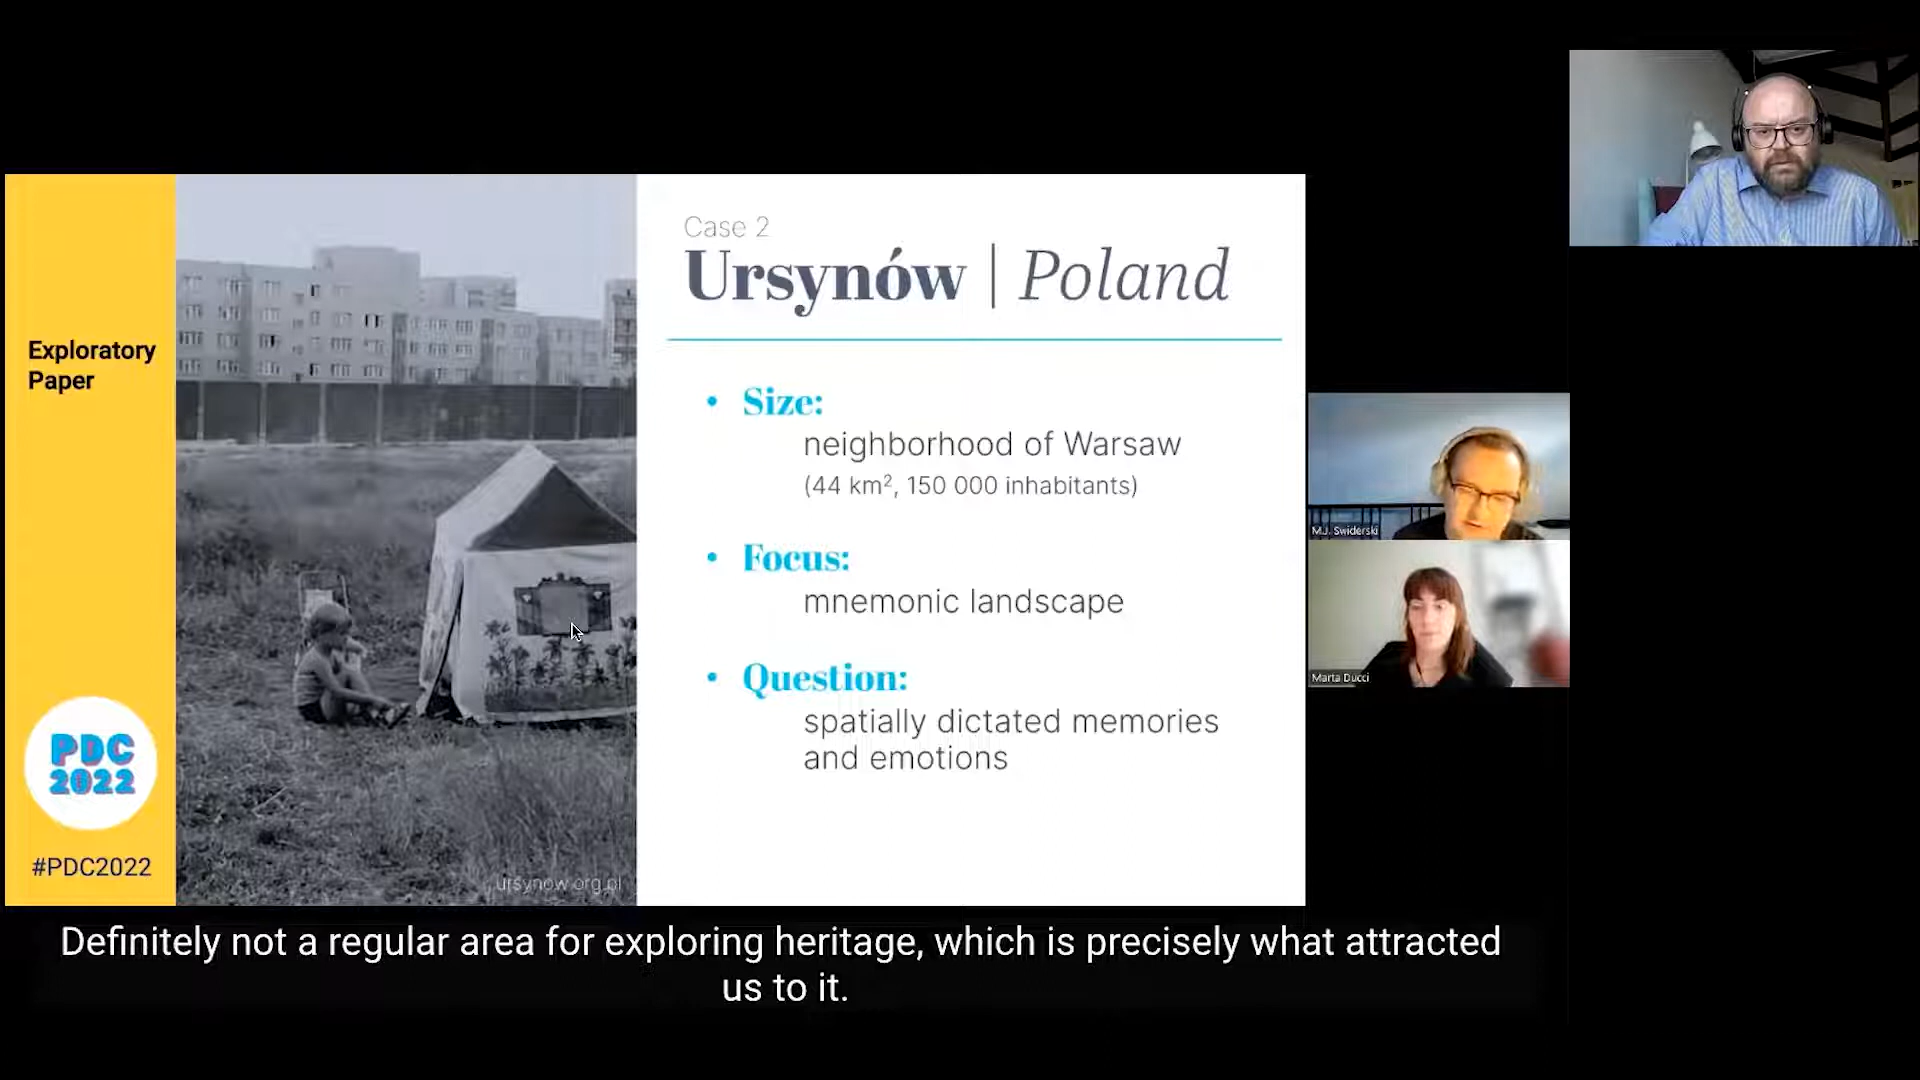 Exploratory
Paper
PDC
2022
#PDC2022
ursynow.org.pl
Case 2
Ursynów | Poland
• Size:
neighborhood of Warsaw
(44 km², 150 000 inhabitants)
• Focus:
mnemonic landscape
• Question:
spatially dictated memories
and emotions
M.J. Swiderski
Marta Ducci
Definitely not a regular area for exploring heritage, which is precisely what attracted
us to it.